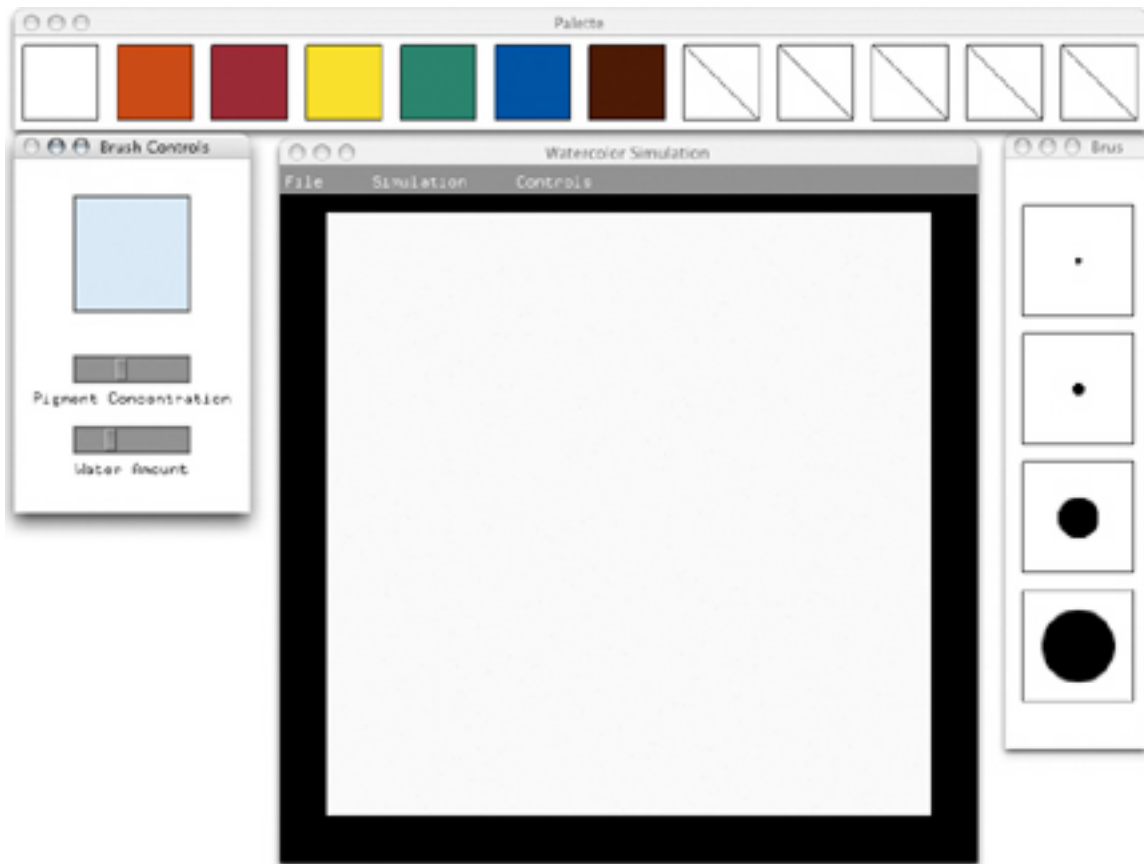 Palette
Brush Controls
Watercolor Simulation
Brus
File Simulation Controls
Pigment Concentration
Water Amount